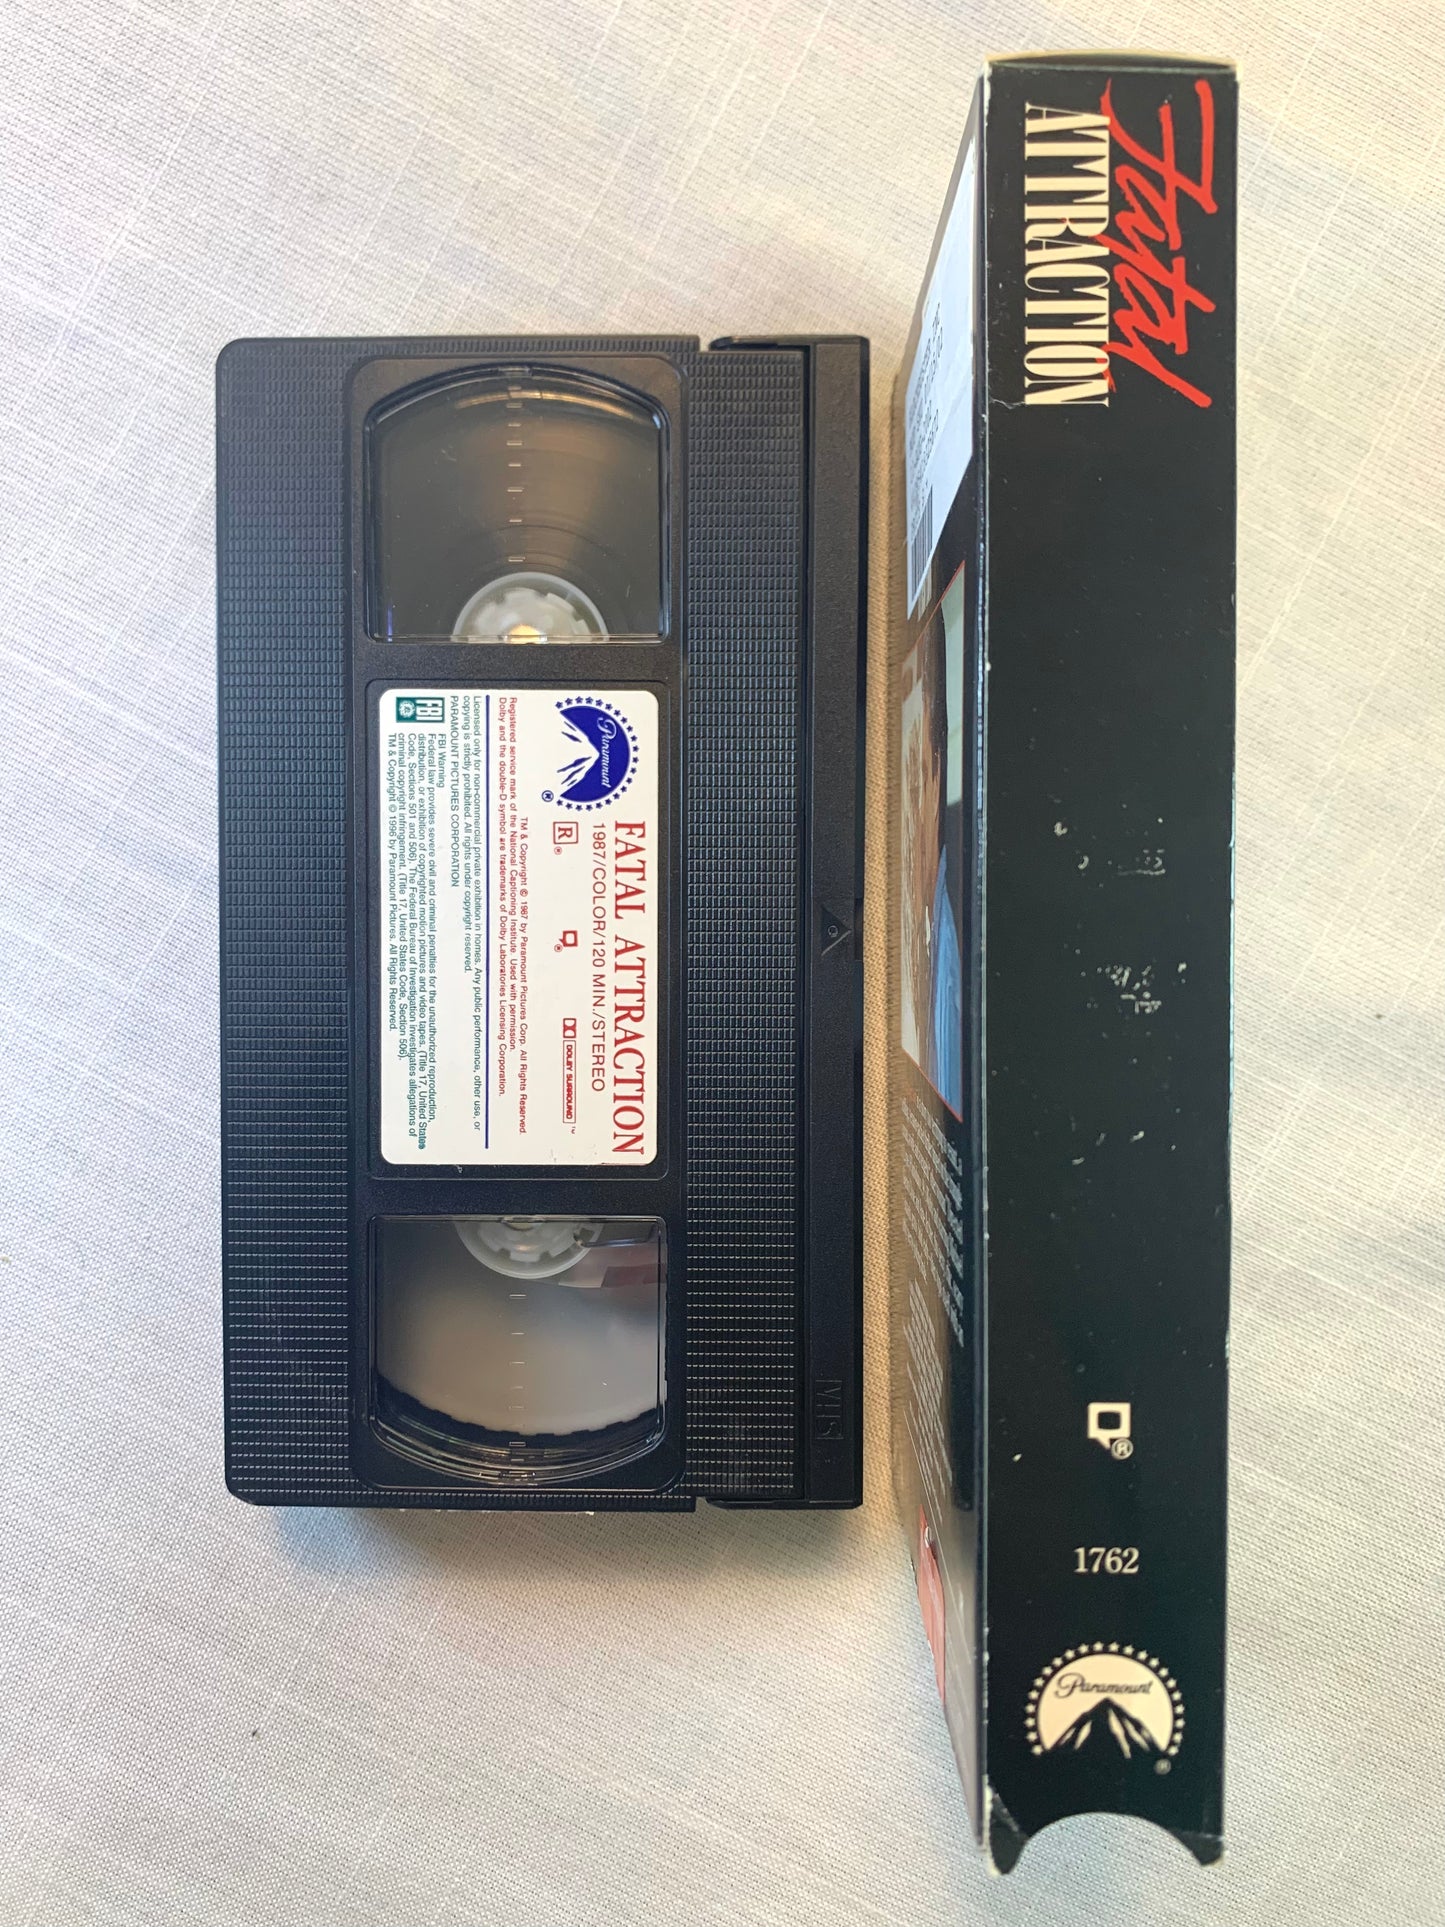 Paramount
®
FATAL ATTRACTION
1987/COLOR/120 MIN./STEREO
R ®
®
DOLBY SURROUND ™
TM & Copyright © 1987 by Paramount Pictures Corp. All Rights Reserved.
Registered service mark of the National Captioning Institute. Used with permission.
Dolby and the double-D symbol are trademarks of Dolby Laboratories Licensing Corporation.
Licensed only for non-commercial private exhibition in homes. Any public performance, other use, or
copying is strictly prohibited. All rights under copyright reserved.
PARAMOUNT PICTURES CORPORATION
FBI
FBI Warning
Federal law provides severe civil and criminal penalties for the unauthorized reproduction,
distribution, or exhibition of copyrighted motion pictures and video tapes. (Title 17, United States
Code, Sections 501 and 506). The Federal Bureau of Investigation investigates allegations of
criminal copyright infringement. (Title 17, United States Code, Section 506).
TM & Copyright © 1996 by Paramount Pictures. All Rights Reserved.
VHS
Fatal
ATTRACTION
®
1762
Paramount
®